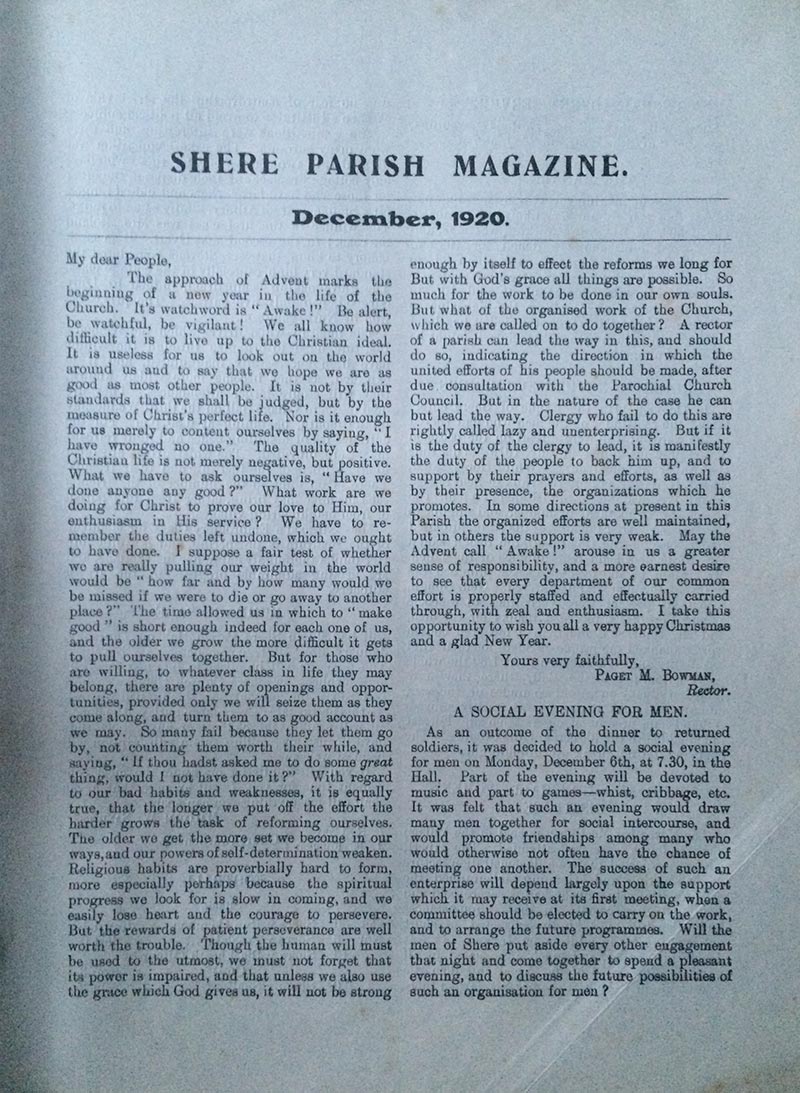 SHERE PARISH MAGAZINE.
December, 1920.
My dear People,
The approach of Advent marks the
beginning of a new year in the life of the
Church. It's watchword is "Awake!" Be alert,
be watchful, be vigilant! We all know how
difficult it is to live up to the Christian ideal.
It is useless for us to look out on the world
around us and to say that we hope we are as
good as most other people. It is not by their
standards that we shall be judged, but by the
measure of Christ's perfect life. Nor is it enough
for us merely to content ourselves by saying, "I
have wronged no one." The quality of the
Christian life is not merely negative, but positive.
What we have to ask ourselves is, "Have we
done anyone any good?" What work are we
doing for Christ to prove our love to Him, our
enthusiasm in His service? We have to re-
member the duties left undone, which we ought
to have done. I suppose a fair test of whether
we are really pulling our weight in the world
would be "how far and by how many would we
be missed if we were to die or go away to another
place?" The time allowed us in which to "make
good" is short enough indeed for each one of us,
and the older we grow the more difficult it gets
to pull ourselves together. But for those who
are willing, to whatever class in life they may
belong, there are plenty of openings and oppor-
tunities, provided only we will seize them as they
come along, and turn them to as good account as
we may. So many fail because they let them go
by, not counting them worth their while, and
saying, "If thou hadst asked me to do some great
thing, would I not have done it?" With regard
to our bad habits and weaknesses, it is equally
true, that the longer we put off the effort the
harder grows the task of reforming ourselves.
The older we get the more set we become in our
ways, and our powers of self-determination weaken.
Religious habits are proverbially hard to form,
more especially perhaps because the spiritual
progress we look for is slow in coming, and we
easily lose heart and the courage to persevere.
But the rewards of patient perseverance are well
worth the trouble. Though the human will must
be used to the utmost, we must not forget that
its power is impaired, and that unless we also use
the grace which God gives us, it will not be strong
enough by itself to effect the reforms we long for
But with God's grace all things are possible. So
much for the work to be done in our own souls.
But what of the organised work of the Church,
which we are called on to do together? A rector
of a parish can lead the way in this, and should
do so, indicating the direction in which the
united efforts of his people should be made, after
due consultation with the Parochial Church
Council. But in the nature of the case he can
but lead the way. Clergy who fail to do this are
rightly called lazy and unenterprising. But if it
is the duty of the clergy to lead, it is manifestly
the duty of the people to back him up, and to
support by their prayers and efforts, as well as
by their presence, the organizations which he
promotes. In some directions at present in this
Parish the organized efforts are well maintained,
but in others the support is very weak. May the
Advent call "Awake!" arouse in us a greater
sense of responsibility, and a more earnest desire
to see that every department of our common
effort is properly staffed and effectually carried
through, with zeal and enthusiasm. I take this
opportunity to wish you all a very happy Christmas
and a glad New Year.
Yours very faithfully,
PAGET M. BOWMAN,
Rector.
A SOCIAL EVENING FOR MEN.
As an outcome of the dinner to returned
soldiers, it was decided to hold a social evening
for men on Monday, December 6th, at 7.30, in the
Hall. Part of the evening will be devoted to
music and part to games—whist, cribbage, etc.
It was felt that such an evening would draw
many men together for social intercourse, and
would promote friendships among many who
would otherwise not often have the chance of
meeting one another. The success of such an
enterprise will depend largely upon the support
which it may receive at its first meeting, when a
committee should be elected to carry on the work,
and to arrange the future programmes. Will the
men of Shere put aside every other engagement
that night and come together to spend a pleasant
evening, and to discuss the future possibilities of
such an organisation for men?